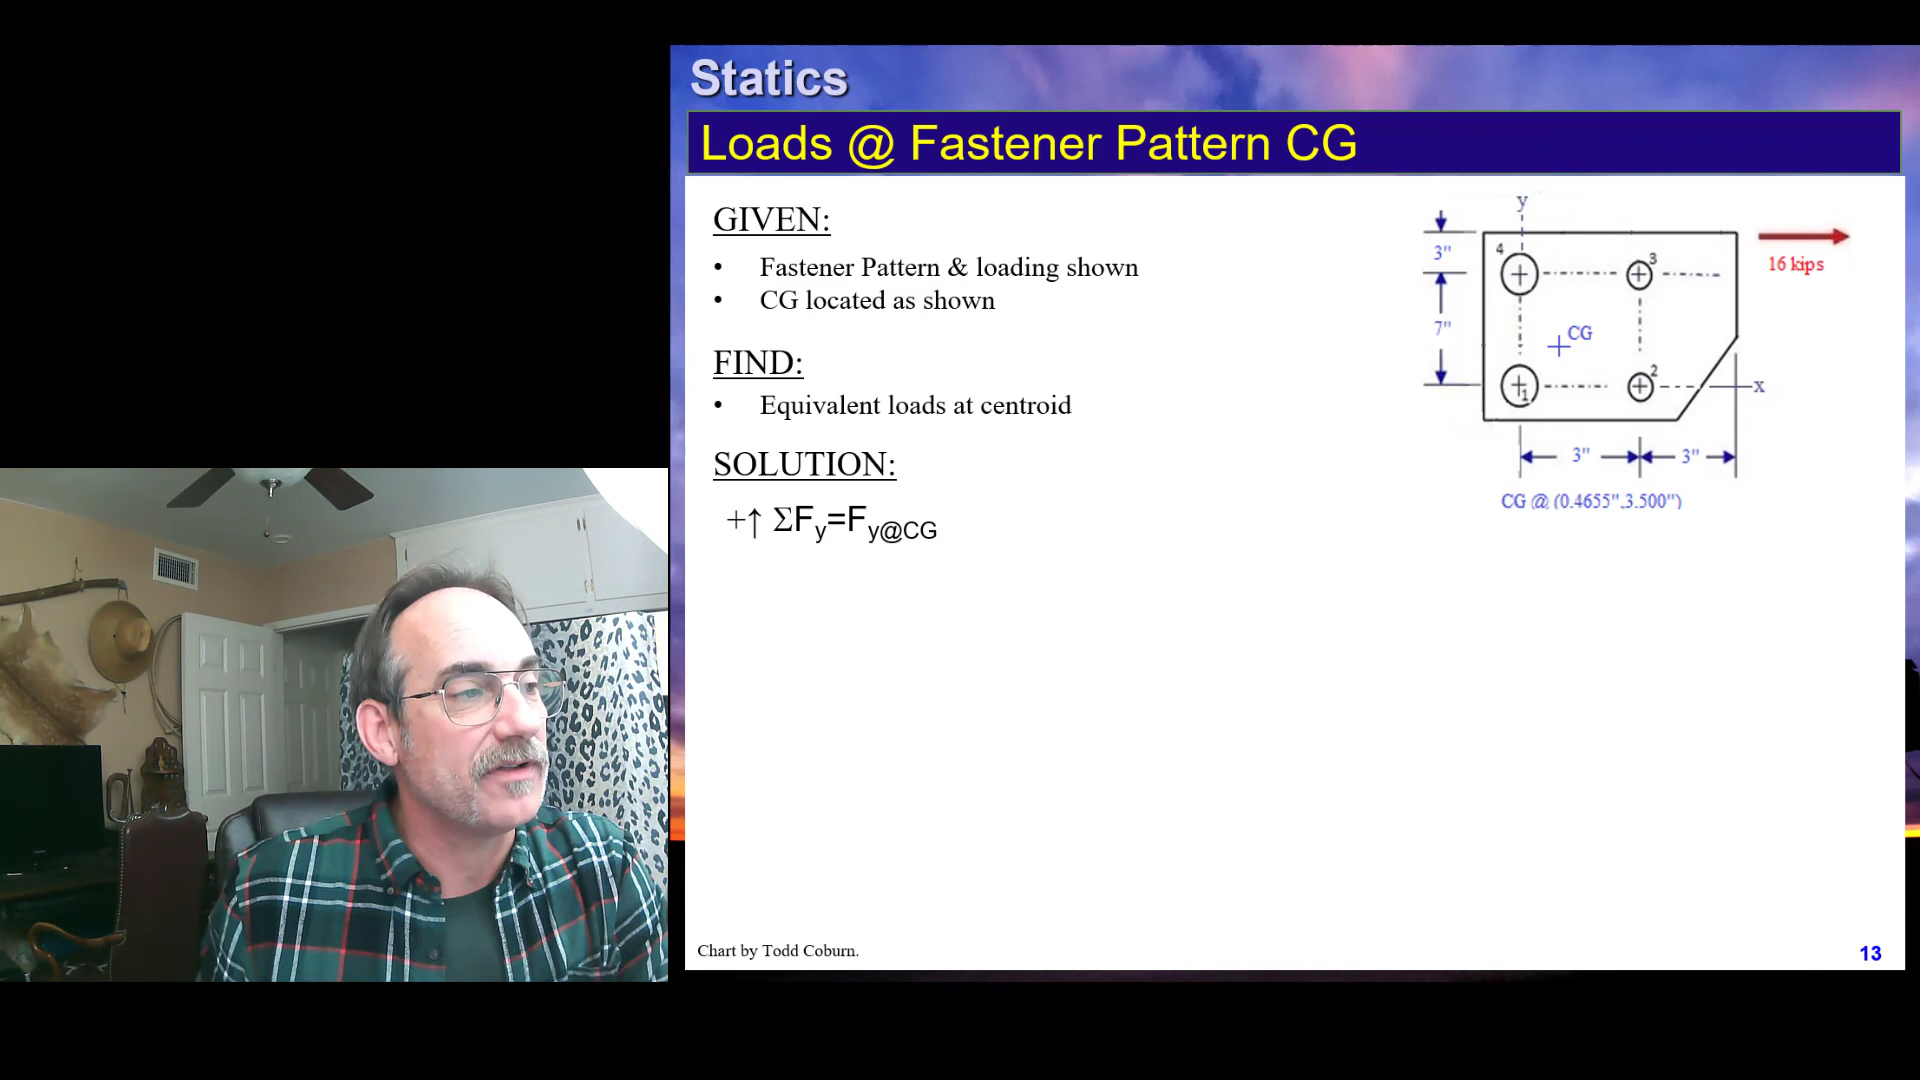 Statics
Loads @ Fastener Pattern CG
GIVEN:
• Fastener Pattern & loading shown
• CG located as shown
FIND:
• Equivalent loads at centroid
SOLUTION:
+↑ ΣFy=Fy@CG
y
3"
4
3
16 kips
7"
CG
1
2
x
3"
3"
CG @ (0.4655",3.500")
Chart by Todd Coburn.
13